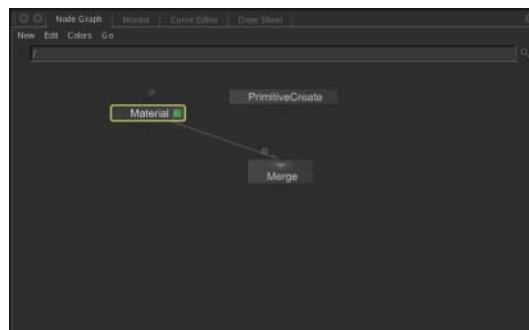 Node Graph Monitor Curve Editor Dope Sheet
New Edit Colors Go
/
PrimitiveCreate
Material
Merge